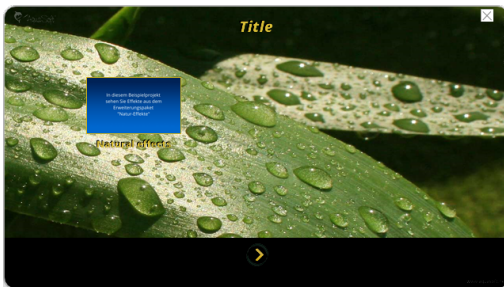 Title
In diesem Beispielprojekt
sehen Sie Effekte aus dem
Erweiterungspaket
"Natur-Effekte"
Natural effects